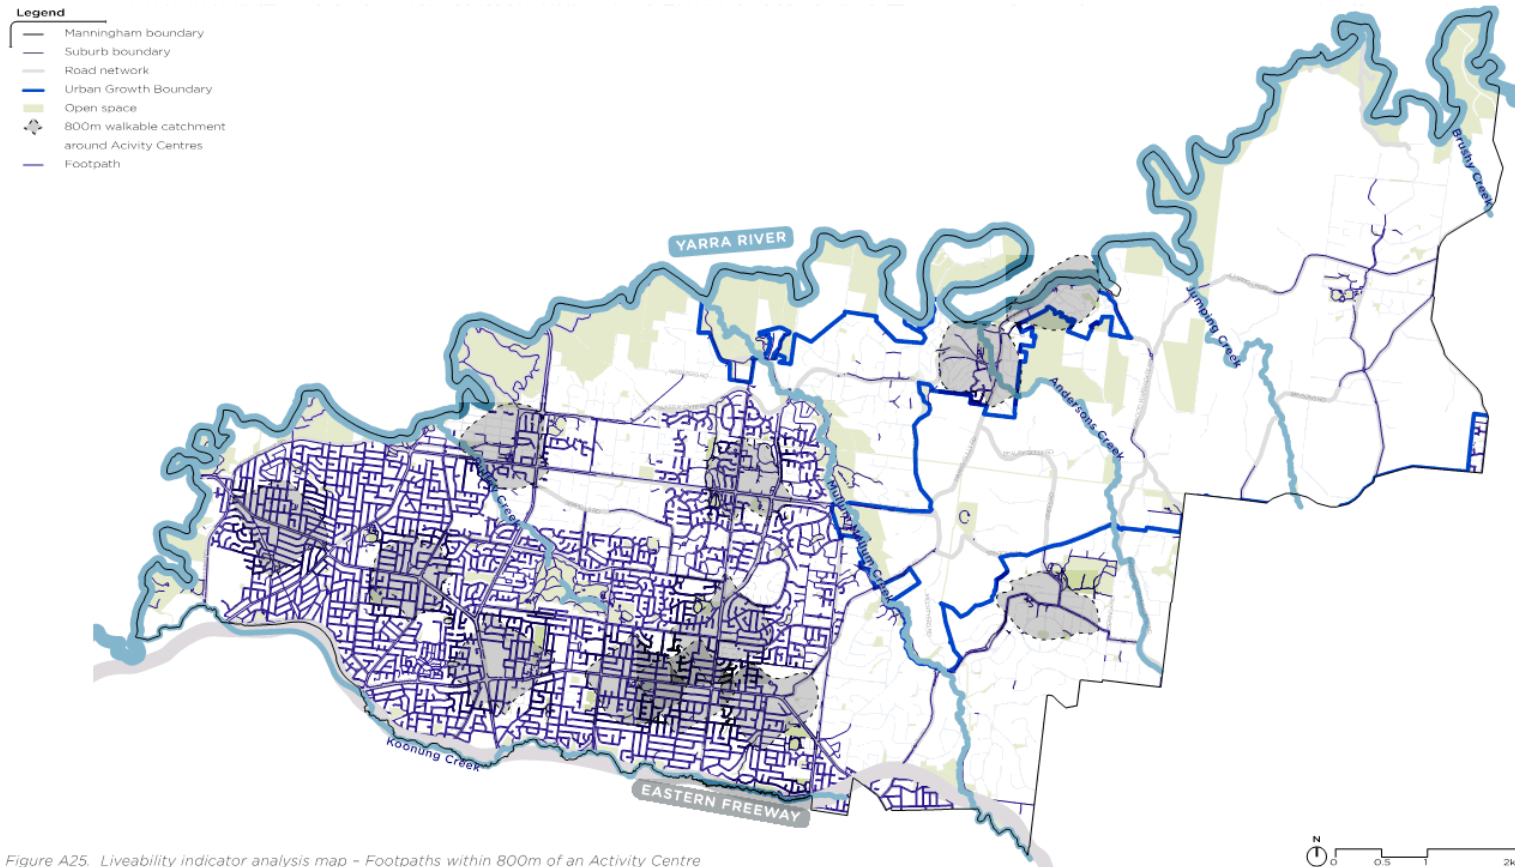 Legend
Manningham boundary
Suburb boundary
Road network
Urban Growth Boundary
Open space
800m walkable catchment
around Acivity Centres
Footpath
Brushy Creek
YARRA RIVER
Jumping Creek
Andersons Creek
Mullum Mullum Creek
Koonung Creek
EASTERN FREEWAY
N
0 0.5 1 2k
Figure A25. Liveability indicator analysis map – Footpaths within 800m of an Activity Centre